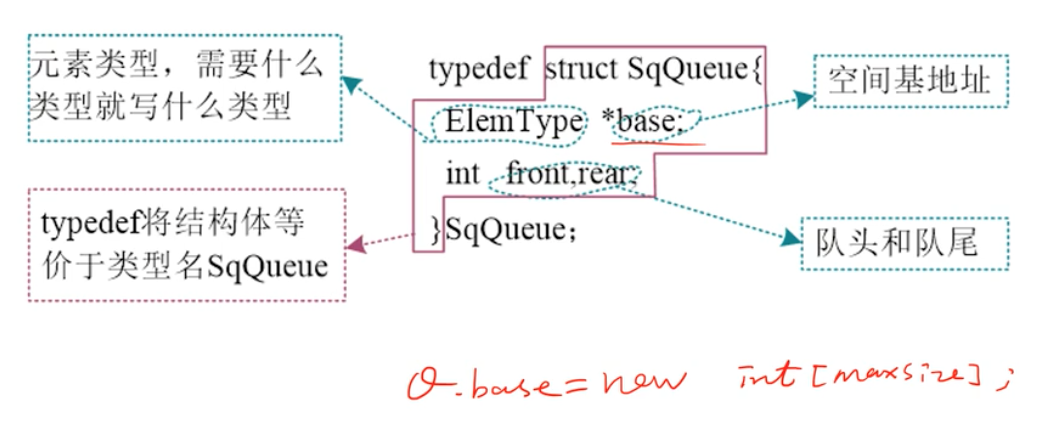 元素类型，需要什么
类型就写什么类型
typedef struct SqQueue{
ElemType *base;
int front,rear;
}SqQueue；
空间基地址
队头和队尾
typedef将结构体等
价于类型名SqQueue
Q.base=new int[maxsize];